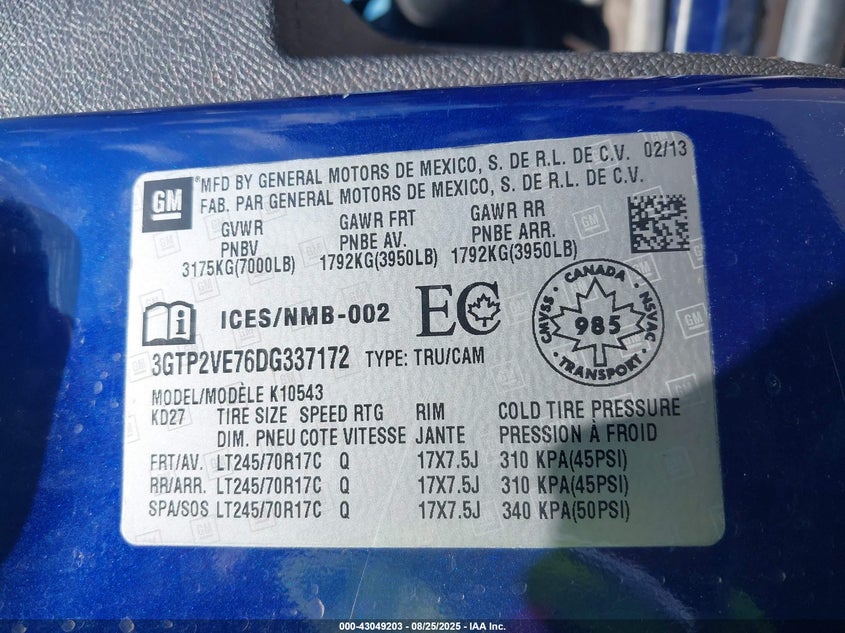 GM
®
MFD BY GENERAL MOTORS DE MEXICO, S. DE R.L. DE C.V. 02/13
FAB. PAR GENERAL MOTORS DE MEXICO, S. DE R.L. DE C.V.
GVWR GAWR FRT GAWR RR
PNBV PNBE AV. PNBE ARR.
3175KG(7000LB) 1792KG(3950LB) 1792KG(3950LB)
ICES/NMB-002 EC
CANADA
CMVSS 985 NSVAC
3GTP2VE76DG337172 TYPE: TRU/CAM
MODEL/MODÈLE K10543
KD27 TIRE SIZE SPEED RTG RIM COLD TIRE PRESSURE
DIM. PNEU COTE VITESSE JANTE PRESSION À FROID
FRT/AV. LT245/70R17C Q 17X7.5J 310 KPA(45PSI)
RR/ARR. LT245/70R17C Q 17X7.5J 310 KPA(45PSI)
SPA/SOS LT245/70R17C Q 17X7.5J 340 KPA(50PSI)
000-43049203 - 08/25/2025 - IAA Inc.